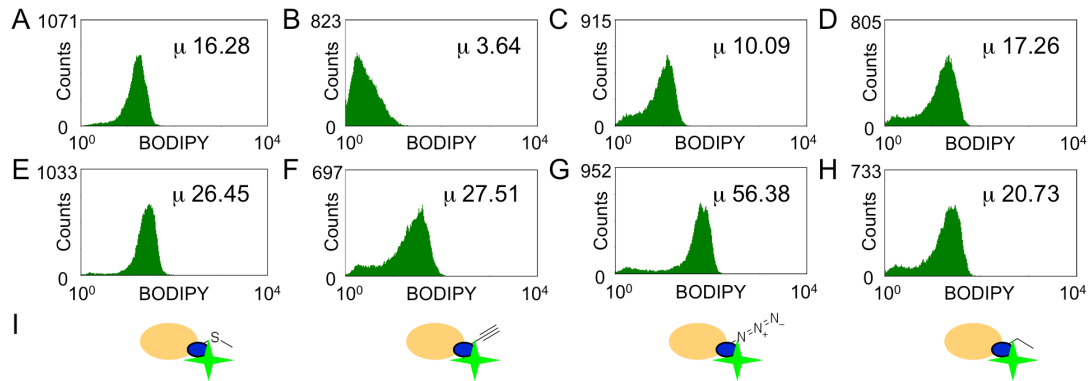 A 1071 Counts 0 μ 16.28 10⁰ BODIPY 10⁴
B 823 0 μ 3.64 10⁰ BODIPY 10⁴
C 915 Counts 0 μ 10.09 10⁰ BODIPY 10⁴
D 805 Counts 0 μ 17.26 10⁰ BODIPY 10⁴
E 1033 Counts 0 μ 26.45 10⁰ BODIPY 10⁴
F 697 Counts 0 μ 27.51 10⁰ BODIPY 10⁴
G 952 Counts 0 μ 56.38 10⁰ BODIPY 10⁴
H 733 Counts 0 μ 20.73 10⁰ BODIPY 10⁴
I
S
N=N=N
+ −